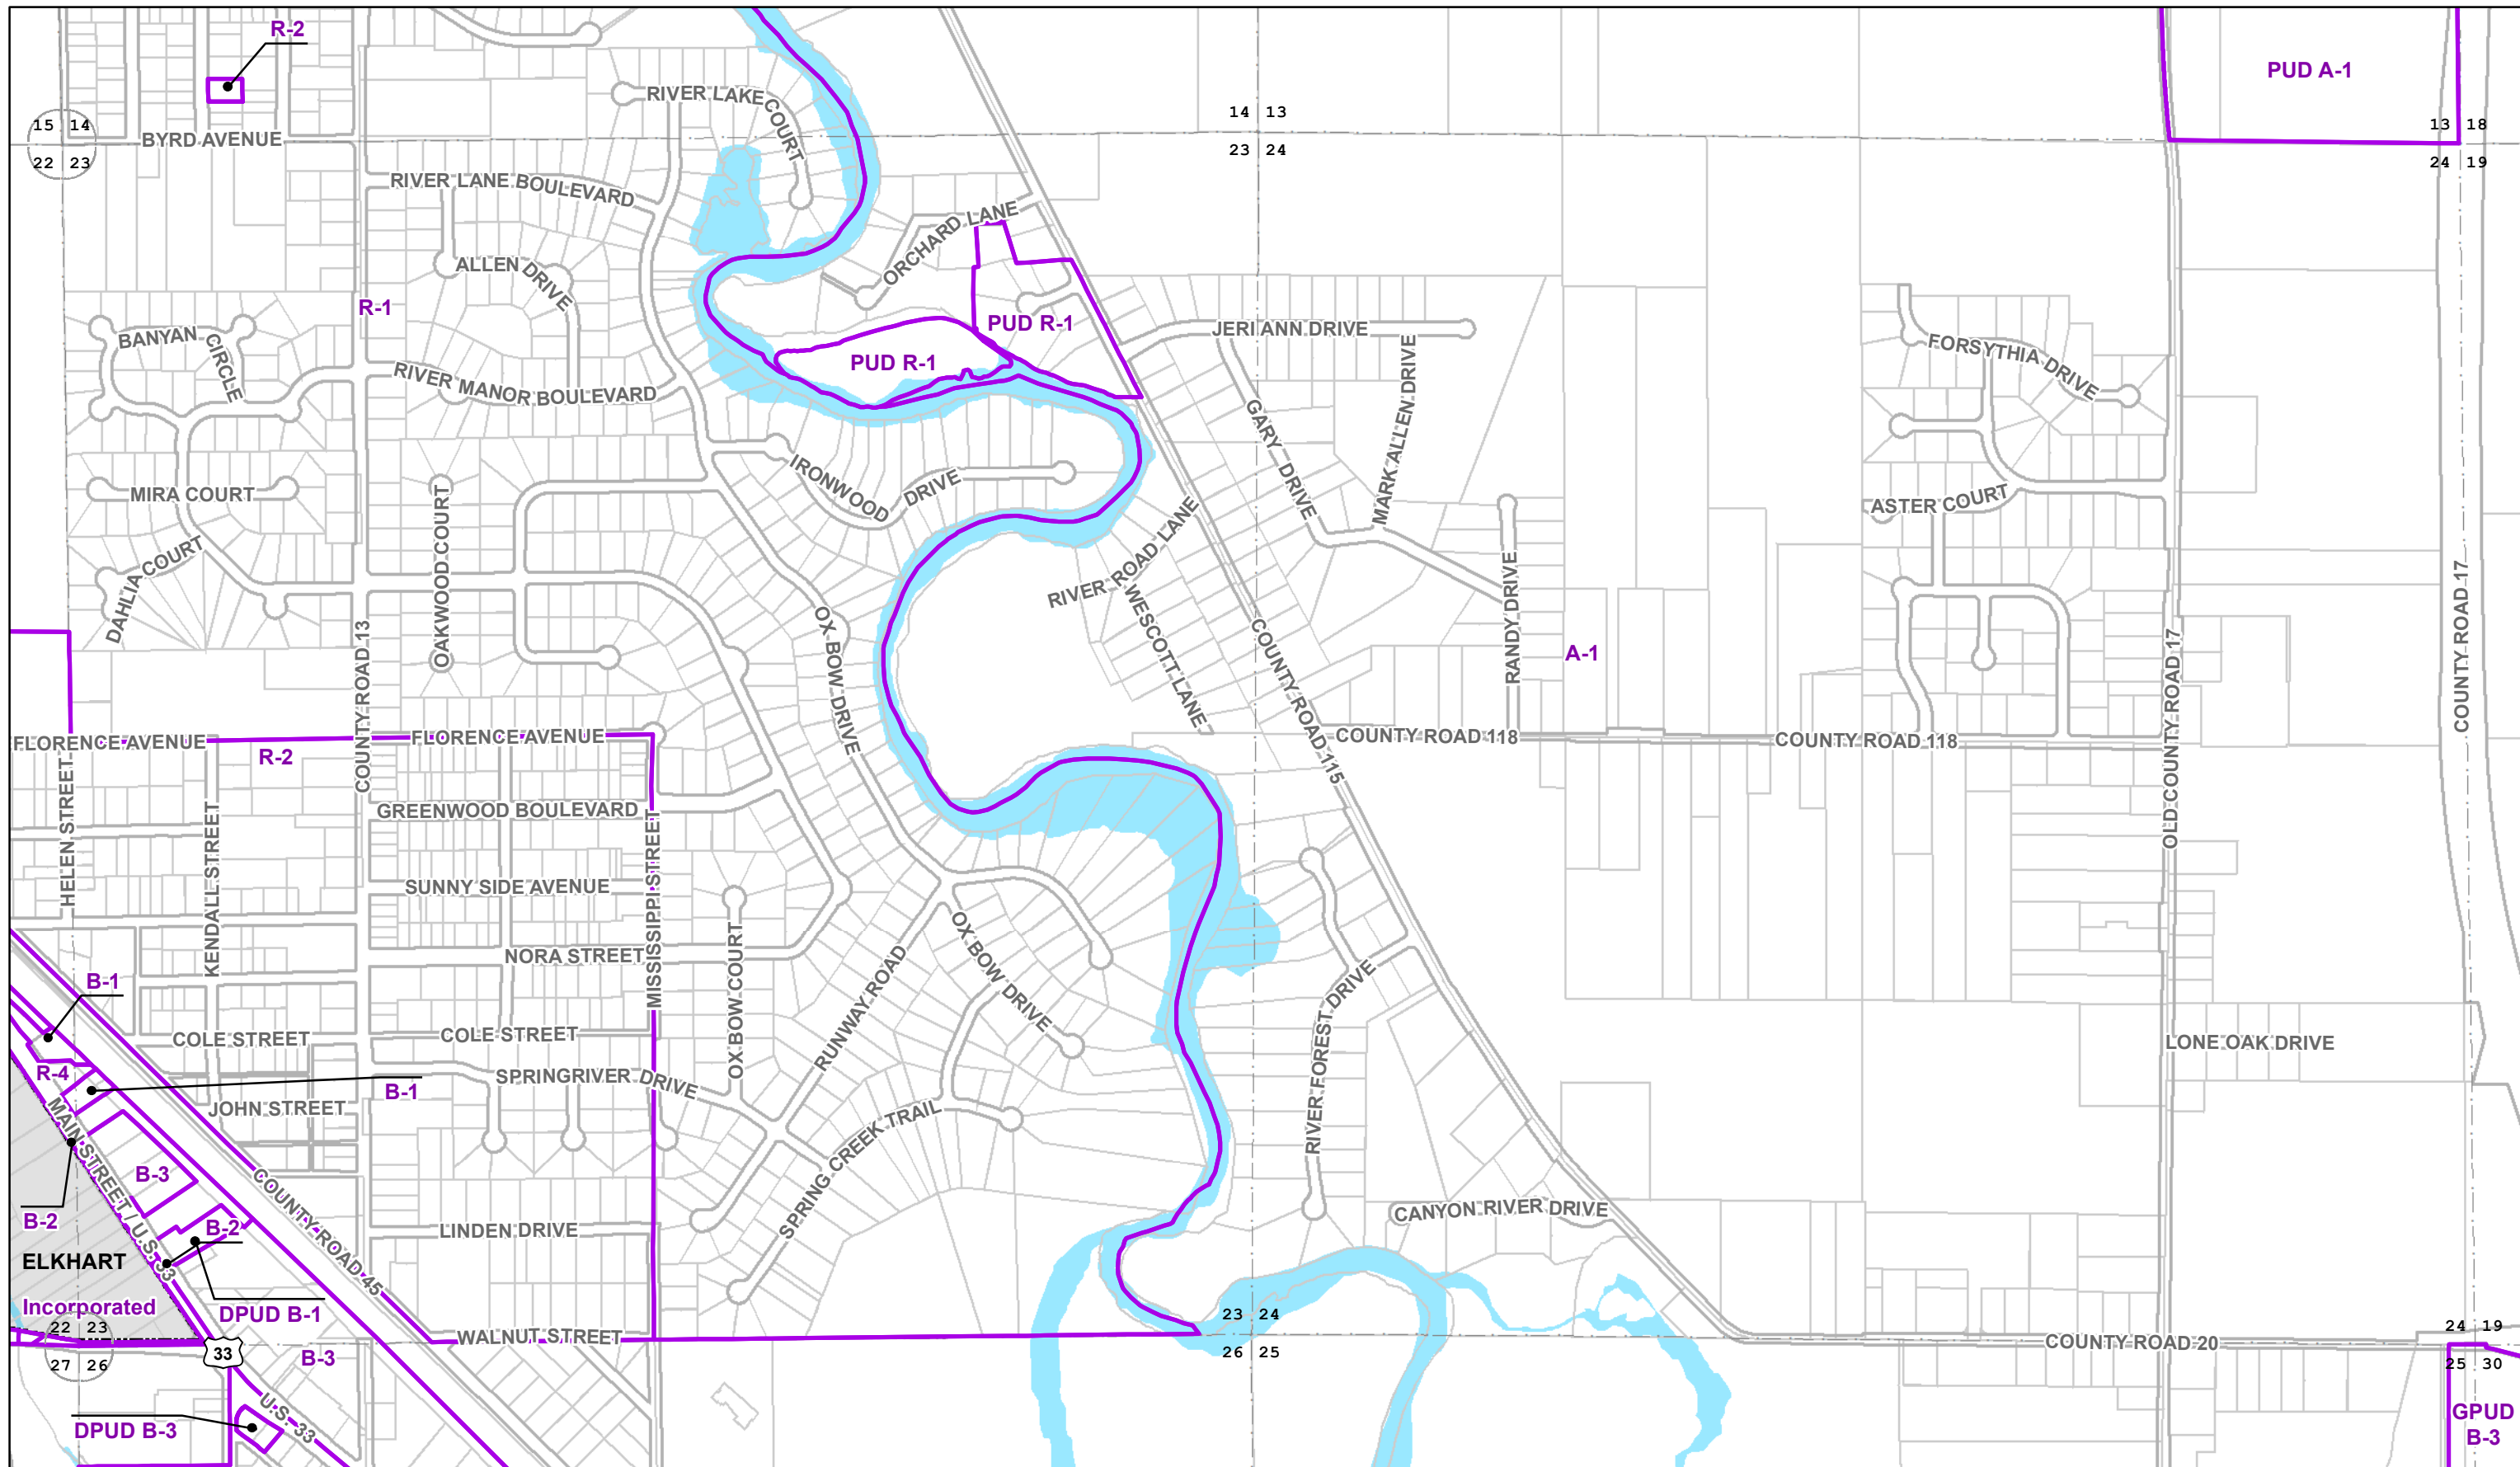 R-2
PUD A-1
RIVER LAKE
COURT
14 13
23 24
15 14
22 23
BYRD AVENUE
13 18
24 19
RIVER LANE BOULEVARD
ORCHARD LANE
ALLEN DRIVE
R-1
PUD R-1
PUD R-1
JERI ANN DRIVE
BANYAN
CIRCLE
RIVER MANOR BOULEVARD
FORSYTHIA DRIVE
GARY DRIVE
MARK ALLEN DRIVE
IRONWOOD DRIVE
MIRA COURT
OAKWOOD COURT
ASTER COURT
DAHLIA COURT
RIVER ROAD LANE
WESCOTT LANE
RANDY DRIVE
A-1
COUNTY ROAD 13
OX BOW DRIVE
COUNTY ROAD 115
OLD COUNTY ROAD 17
COUNTY ROAD 17
FLORENCE AVENUE
R-2
FLORENCE AVENUE
COUNTY ROAD 118
COUNTY ROAD 118
HELEN STREET
KENDALL STREET
GREENWOOD BOULEVARD
MISSISSIPPI STREET
SUNNY SIDE AVENUE
NORA STREET
OX BOW COURT
RUNWAY ROAD
OX BOW DRIVE
RIVER FOREST DRIVE
B-1
COLE STREET
COLE STREET
LONE OAK DRIVE
R-4
B-1
SPRINGRIVER DRIVE
JOHN STREET
SPRING CREEK TRAIL
MAIN STREET / U.S. 33
B-3
B-2
B-2
COUNTY ROAD 45
LINDEN DRIVE
CANYON RIVER DRIVE
ELKHART
Incorporated
DPUD B-1
22 23
27 26
33
B-3
WALNUT STREET
23 24
26 25
COUNTY ROAD 20
24 19
25 30
U.S. 33
DPUD B-3
GPUD
B-3